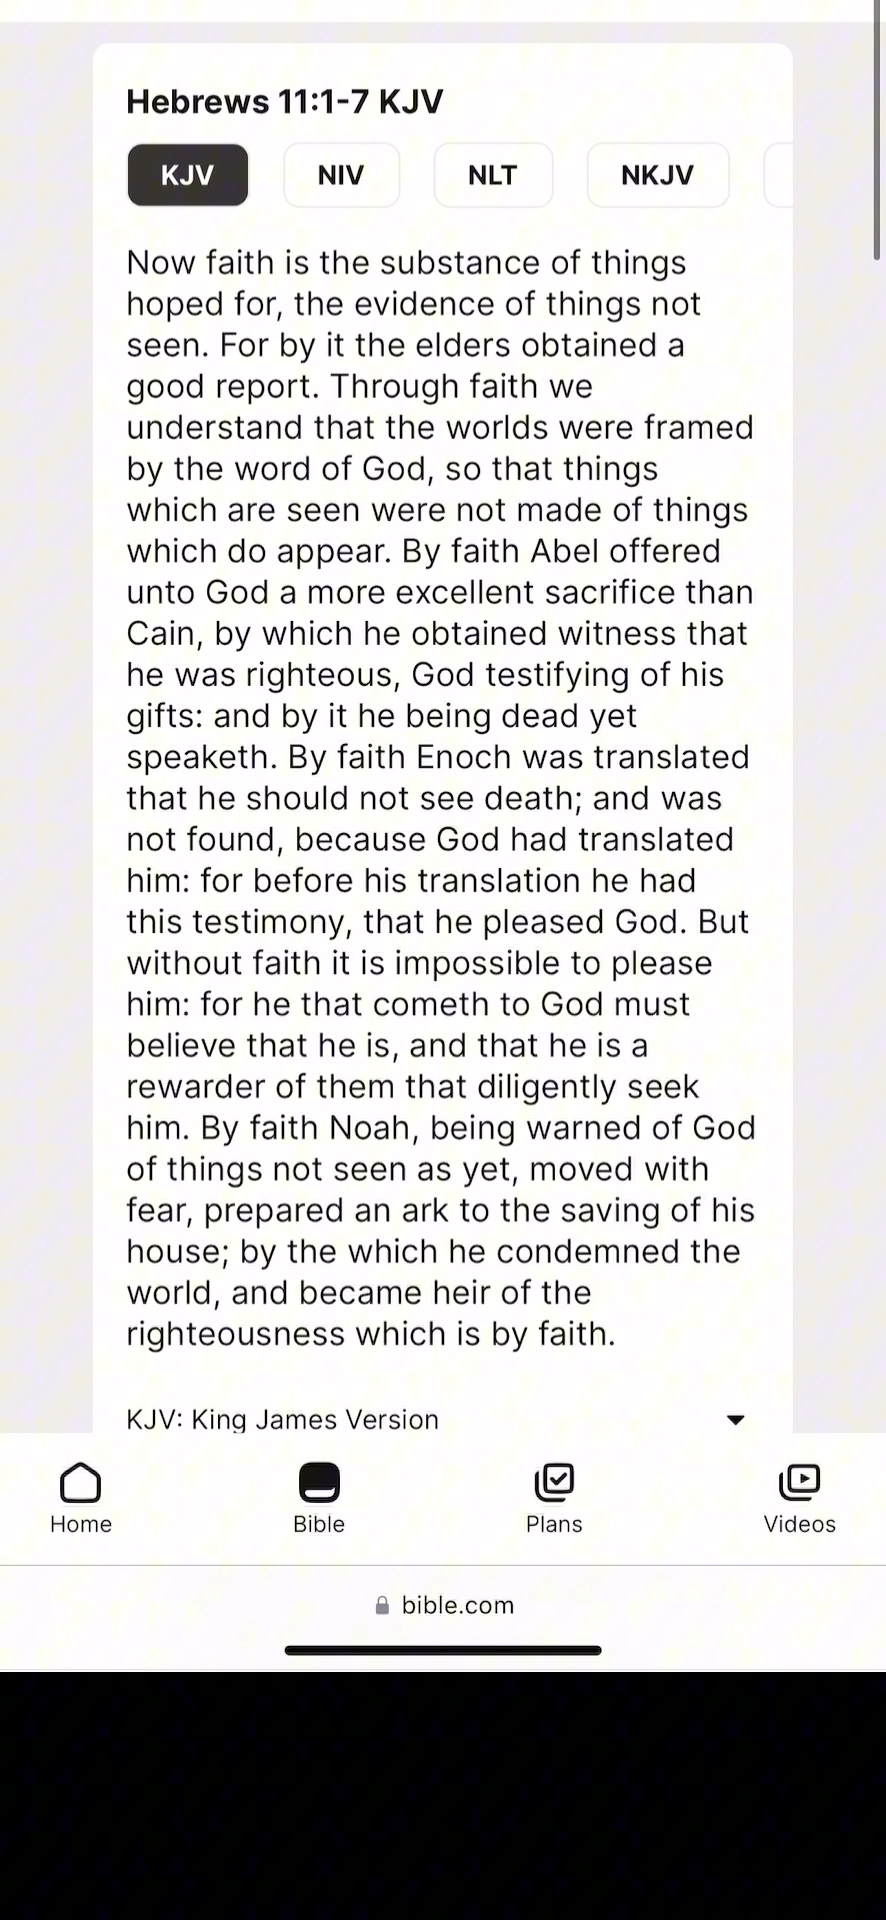 Hebrews 11:1-7 KJV
KJV NIV NLT NKJV
Now faith is the substance of things
hoped for, the evidence of things not
seen. For by it the elders obtained a
good report. Through faith we
understand that the worlds were framed
by the word of God, so that things
which are seen were not made of things
which do appear. By faith Abel offered
unto God a more excellent sacrifice than
Cain, by which he obtained witness that
he was righteous, God testifying of his
gifts: and by it he being dead yet
speaketh. By faith Enoch was translated
that he should not see death; and was
not found, because God had translated
him: for before his translation he had
this testimony, that he pleased God. But
without faith it is impossible to please
him: for he that cometh to God must
believe that he is, and that he is a
rewarder of them that diligently seek
him. By faith Noah, being warned of God
of things not seen as yet, moved with
fear, prepared an ark to the saving of his
house; by the which he condemned the
world, and became heir of the
righteousness which is by faith.
KJV: King James Version
Home Bible Plans Videos
bible.com